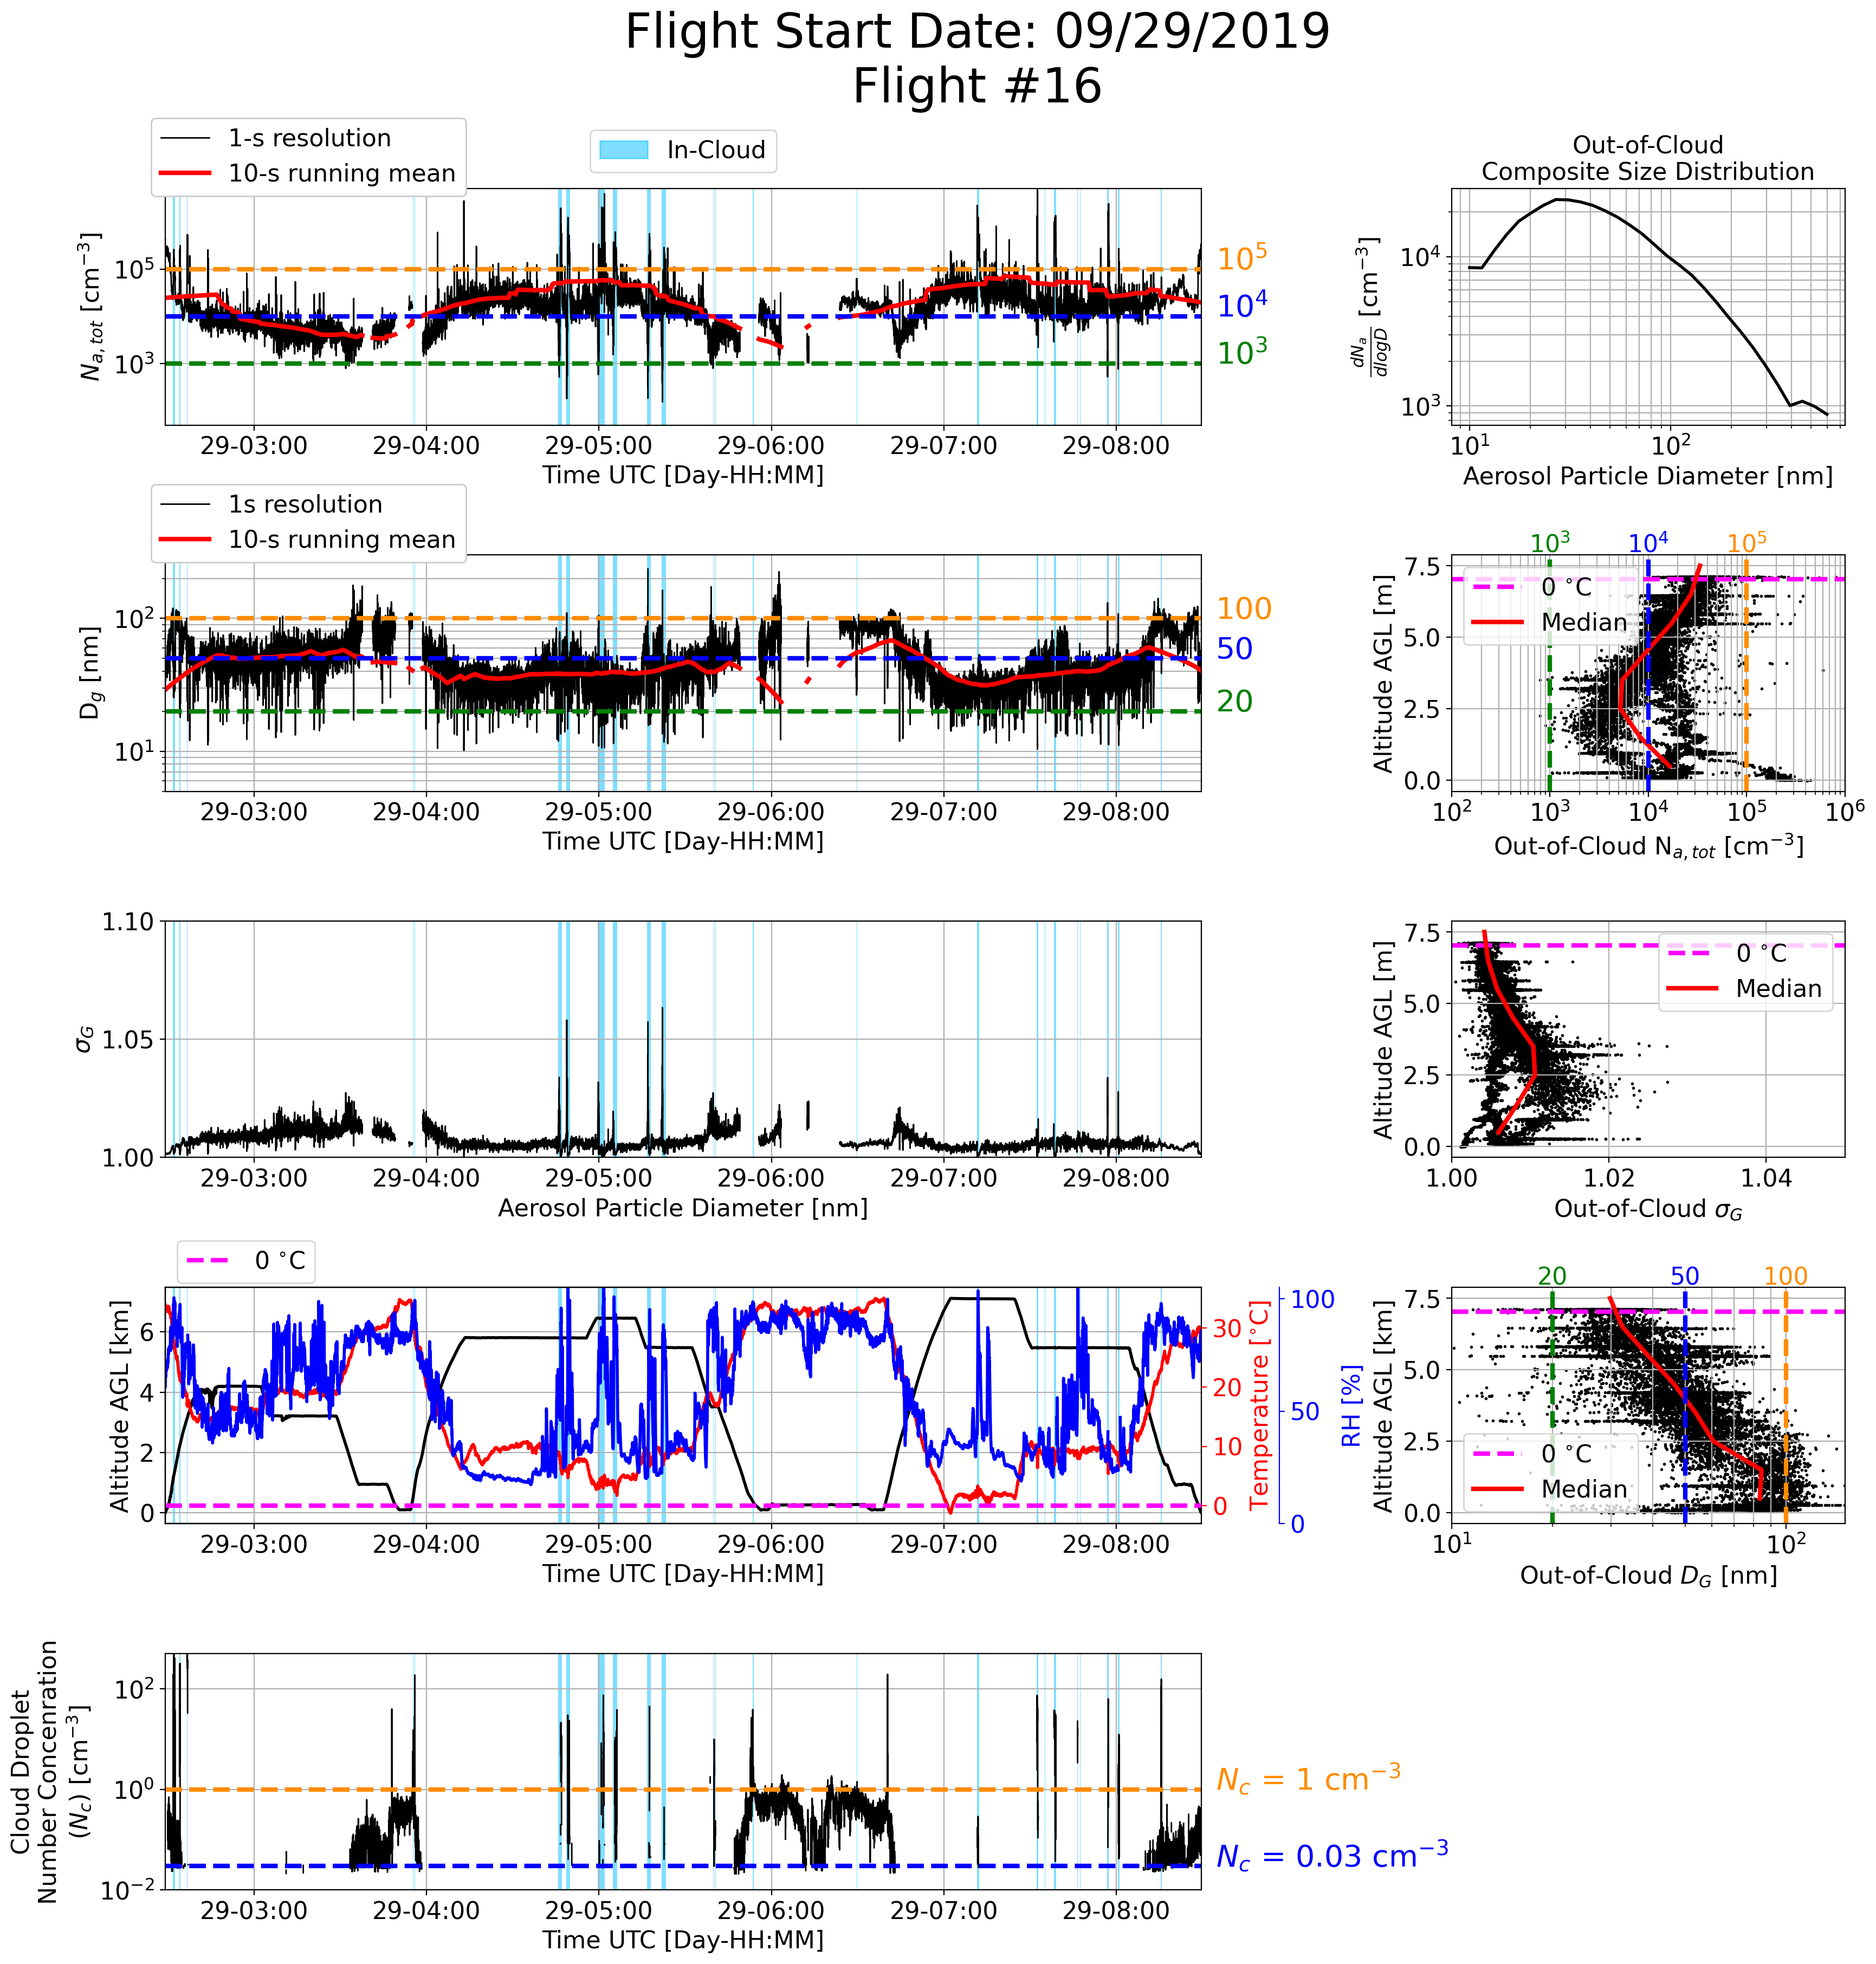 Flight Start Date: 09/29/2019
Flight #16
1-s resolution
10-s running mean
In-Cloud
N_{a, tot} [cm^{−3}]
10^5
10^3
10^5
10^4
10^3
29-03:00 29-04:00 29-05:00 29-06:00 29-07:00 29-08:00
Time UTC [Day-HH:MM]
Out-of-Cloud
Composite Size Distribution
dN_a/dlogD [cm^{−3}]
10^4
10^3
10^1 10^2
Aerosol Particle Diameter [nm]
1s resolution
10-s running mean
D_g [nm]
10^2
10^1
100
50
20
29-03:00 29-04:00 29-05:00 29-06:00 29-07:00 29-08:00
Time UTC [Day-HH:MM]
10^3 10^4 10^5
0 °C
Median
Altitude AGL [m]
7.5
5.0
2.5
0.0
10^2 10^3 10^4 10^5 10^6
Out-of-Cloud N_{a, tot} [cm^{−3}]
σ_G
1.10
1.05
1.00
29-03:00 29-04:00 29-05:00 29-06:00 29-07:00 29-08:00
Aerosol Particle Diameter [nm]
0 °C
Median
Altitude AGL [m]
7.5
5.0
2.5
0.0
1.00 1.02 1.04
Out-of-Cloud σ_G
0 °C
Altitude AGL [km]
6
4
2
0
30
20
10
0
Temperature [°C]
100
50
0
RH [%]
29-03:00 29-04:00 29-05:00 29-06:00 29-07:00 29-08:00
Time UTC [Day-HH:MM]
20 50 100
0 °C
Median
Altitude AGL [km]
7.5
5.0
2.5
0.0
10^1 10^2
Out-of-Cloud D_G [nm]
Cloud Droplet
Number Concenration
(N_c) [cm^{−3}]
10^2
10^0
10^{−2}
N_c = 1 cm^{−3}
N_c = 0.03 cm^{−3}
29-03:00 29-04:00 29-05:00 29-06:00 29-07:00 29-08:00
Time UTC [Day-HH:MM]